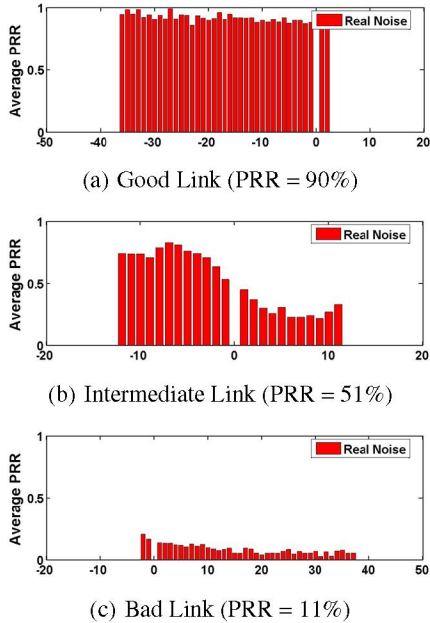 Average PRR
1
0.5
0
Real Noise
-50 -40 -30 -20 -10 0 10 20
(a) Good Link (PRR = 90%)
Average PRR
1
0.5
0
Real Noise
-20 -10 0 10 20
(b) Intermediate Link (PRR = 51%)
Average PRR
1
0.5
0
Real Noise
-20 -10 0 10 20 30 40 50
(c) Bad Link (PRR = 11%)